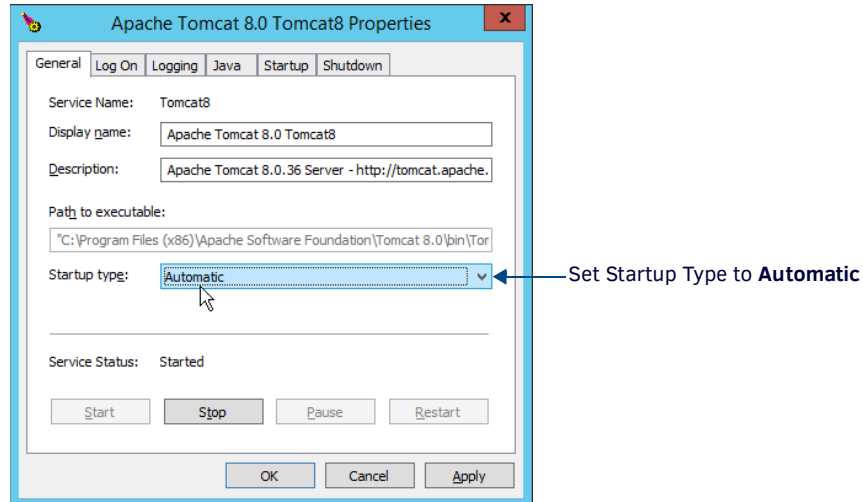 Apache Tomcat 8.0 Tomcat8 Properties
x
General Log On Logging Java Startup Shutdown
Service Name: Tomcat8
Display name: Apache Tomcat 8.0 Tomcat8
Description: Apache Tomcat 8.0.36 Server - http://tomcat.apache.
Path to executable:
"C:\Program Files (x86)\Apache Software Foundation\Tomcat 8.0\bin\Tor
Startup type: Automatic
Set Startup Type to Automatic
Service Status: Started
Start Stop Pause Restart
OK Cancel Apply